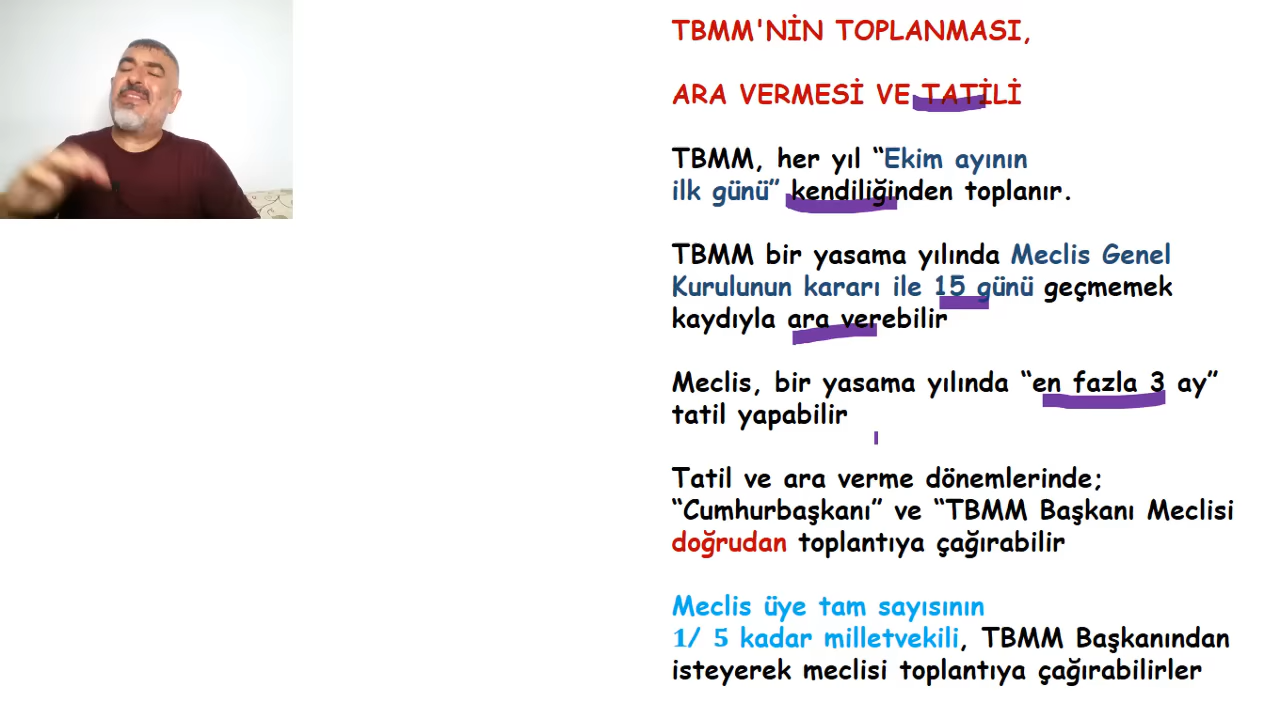 TBMM'NİN TOPLANMASI,
ARA VERMESİ VE TATİLİ
TBMM, her yıl “Ekim ayının
ilk günü” kendiliğinden toplanır.
TBMM bir yasama yılında Meclis Genel
Kurulunun kararı ile 15 günü geçmemek
kaydıyla ara verebilir
Meclis, bir yasama yılında “en fazla 3 ay”
tatil yapabilir
Tatil ve ara verme dönemlerinde;
“Cumhurbaşkanı” ve “TBMM Başkanı Meclisi
doğrudan toplantıya çağırabilir
Meclis üye tam sayısının
1/ 5 kadar milletvekili, TBMM Başkanından
isteyerek meclisi toplantıya çağırabilirler